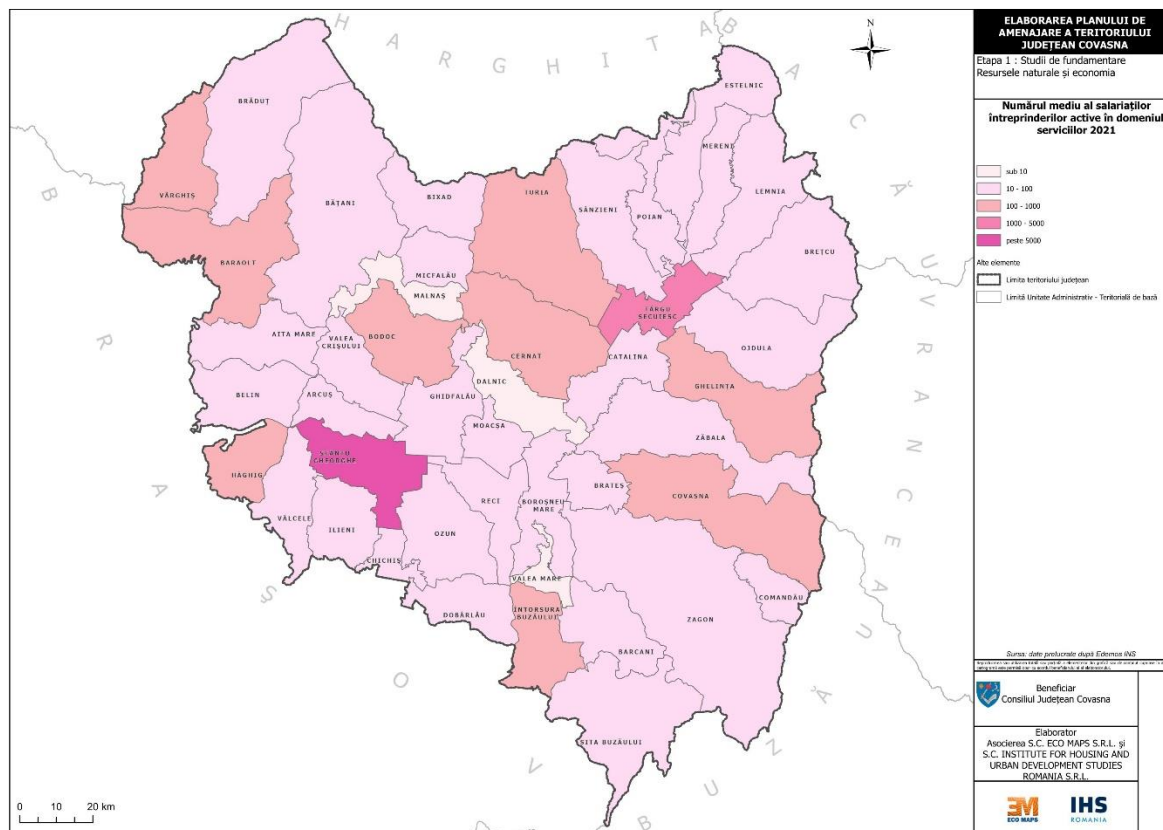 ELABORAREA PLANULUI DE
AMENAJARE A TERITORIULUI
JUDEȚEAN COVASNA
Etapa 1 : Studii de fundamentare
Resursele naturale și economia
Numărul mediu al salariaților
întreprinderilor active în domeniul
serviciilor 2021
sub 10
10 - 100
100 - 1000
1000 - 5000
peste 5000
Alte elemente
Limita teritoriului județean
Limită Unitate Administrativ - Teritorială de bază
Sursa: date prelucrate după Edemos INS
Beneficiar
Consiliul Județean Covasna
Elaborator
Asocierea S.C. ECO MAPS S.R.L. și
S.C. INSTITUTE FOR HOUSING AND
URBAN DEVELOPMENT STUDIES
ROMANIA S.R.L.
ECO MAPS
IHS
ROMANIA
N
HARGHITA
BACĂU
VRANCEA
BUZĂU
BRAȘOV
ESTELNIC
BRĂDUȚ
MERENI
LEMNIA
VÂRGHIȘ
BĂȚANI
BIXAD
TURIA
SÂNZIENI
POIAN
BREȚCU
BARAOLT
MICFALĂU
MALNAȘ
TÂRGU
SECUIESC
AITA MARE
VALEA
CRIȘULUI
BODOC
CERNAT
CATALINA
OJDULA
DALNIC
GHELINȚA
BELIN
ARCUȘ
GHIDFALĂU
MOACȘA
ZĂBALA
SFÂNTU
GHEORGHE
HĂGHIG
BRATEȘ
COVASNA
VÂLCELE
ILIENI
RECI
BOROȘNEU
MARE
OZUN
CHICHIȘ
VALEA MARE
COMANDĂU
DOBÂRLĂU
ÎNTORSURA
BUZĂULUI
ZAGON
BARCANI
SITA BUZĂULUI
0 10 20 km